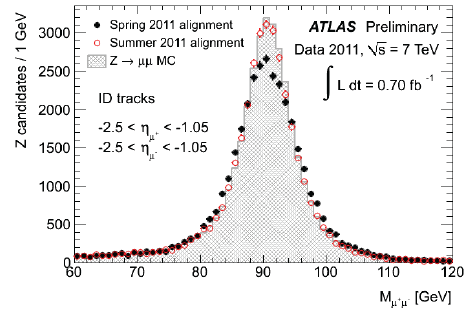 Z candidates / 1 GeV
3000
2500
2000
1500
1000
500
0
Spring 2011 alignment
Summer 2011 alignment
Z → μμ MC
ID tracks
-2.5 < η_μ⁺ < -1.05
-2.5 < η_μ⁻ < -1.05
ATLAS Preliminary
Data 2011, √s = 7 TeV
∫ L dt = 0.70 fb⁻¹
60 70 80 90 100 110 120
M_μ⁺μ⁻ [GeV]